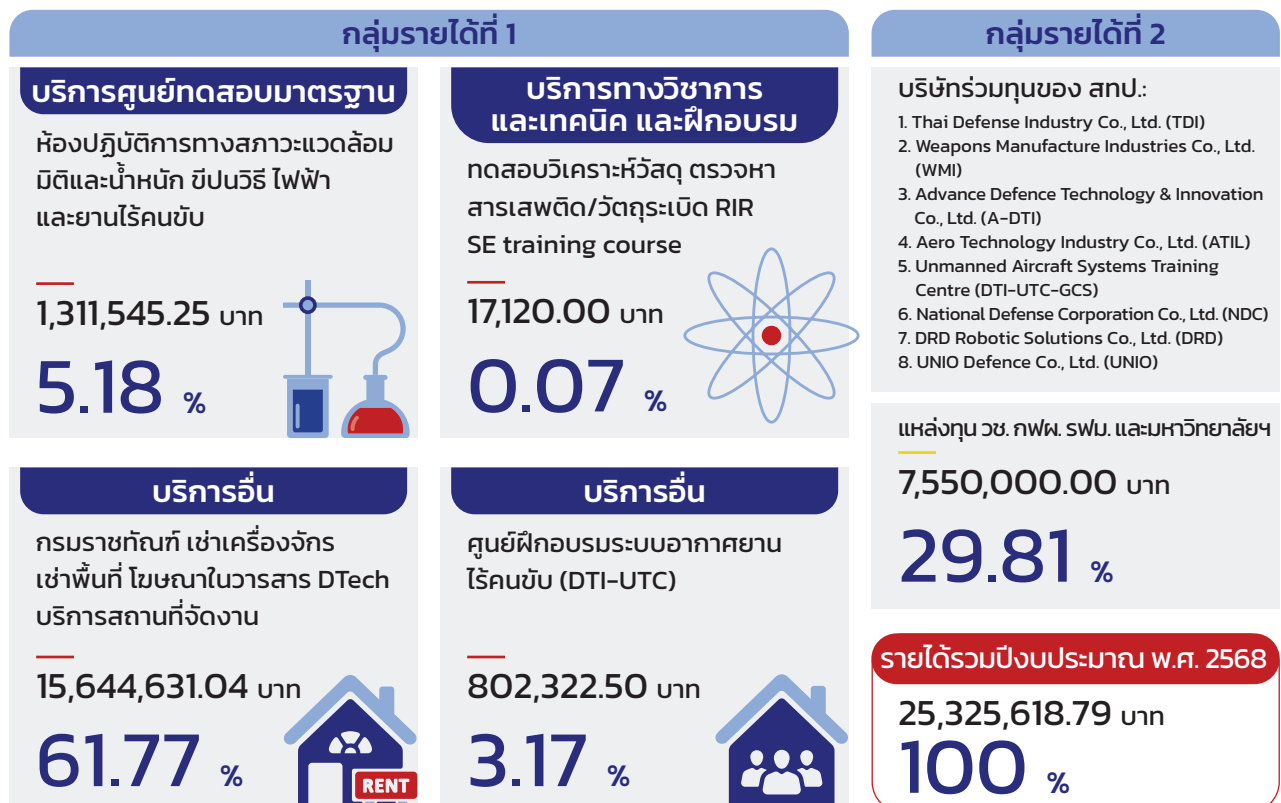 กลุ่มรายได้ที่ 1
บริการศูนย์ทดสอบมาตรฐาน
ห้องปฏิบัติการทางสภาวะแวดล้อม
มิติและน้ำหนัก ขีปนวิธี ไฟฟ้า
และยานไร้คนขับ
1,311,545.25 บาท
5.18 %
บริการทางวิชาการ
และเทคนิค และฝึกอบรม
ทดสอบวิเคราะห์วัสดุ ตรวจหา
สารเสพติด/วัตถุระเบิด RIR
SE training course
17,120.00 บาท
0.07 %
บริการอื่น
กรมราชทัณฑ์ เช่าเครื่องจักร
เช่าพื้นที่ โฆษณาในวารสาร DTech
บริการสถานที่จัดงาน
15,644,631.04 บาท
61.77 %
RENT
บริการอื่น
ศูนย์ฝึกอบรมระบบอากาศยาน
ไร้คนขับ (DTI-UTC)
802,322.50 บาท
3.17 %
กลุ่มรายได้ที่ 2
บริษัทร่วมทุนของ สทป.:
1. Thai Defense Industry Co., Ltd. (TDI)
2. Weapons Manufacture Industries Co., Ltd.
(WMI)
3. Advance Defence Technology & Innovation
Co., Ltd. (A-DTI)
4. Aero Technology Industry Co., Ltd. (ATIL)
5. Unmanned Aircraft Systems Training
Centre (DTI-UTC-GCS)
6. National Defense Corporation Co., Ltd. (NDC)
7. DRD Robotic Solutions Co., Ltd. (DRD)
8. UNIO Defence Co., Ltd. (UNIO)
แหล่งทุน วช. กฟผ. รฟม. และมหาวิทยาลัยฯ
7,550,000.00 บาท
29.81 %
รายได้รวมปีงบประมาณ พ.ศ. 2568
25,325,618.79 บาท
100 %